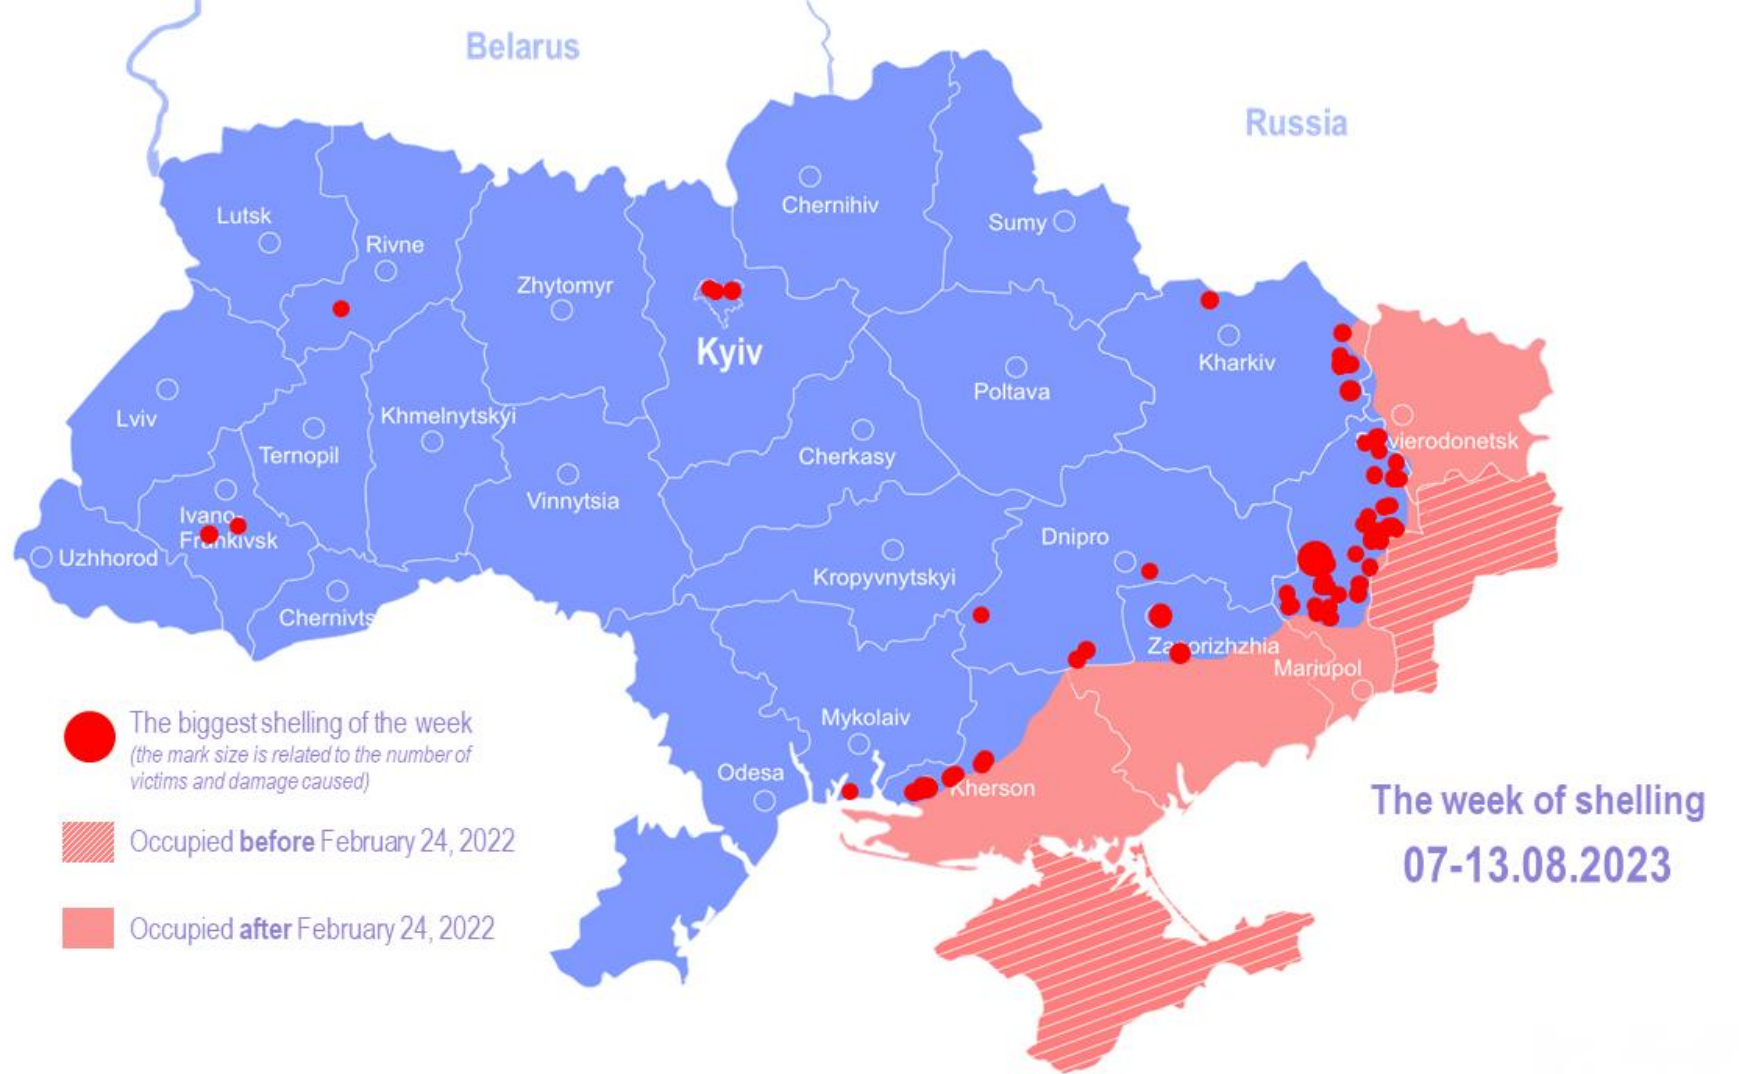 Belarus
Russia
Chernihiv
Lutsk
Sumy
Rivne
Zhytomyr
Kyiv
Kharkiv
Poltava
Lviv
Khmelnytskyi
Ternopil
vierodonetsk
Cherkasy
Vinnytsia
Ivano-
Frankivsk
Dnipro
Uzhhorod
Kropyvnytskyi
Chernivts
Zaporizhzhia
Mariupol
Mykolaiv
Odesa
Kherson
The biggest shelling of the week
(the mark size is related to the number of
victims and damage caused)
Occupied before February 24, 2022
Occupied after February 24, 2022
The week of shelling
07-13.08.2023